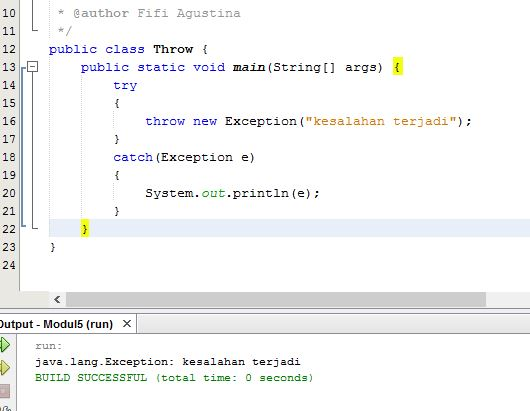 10 * @author Fifi Agustina
11 */
12 public class Throw {
13 public static void main(String[] args) {
14 try
15 {
16 throw new Exception("kesalahan terjadi");
17 }
18 catch(Exception e)
19 {
20 System.out.println(e);
21 }
22 }
23 }
24
Output - Modul5 (run) ×
run:
java.lang.Exception: kesalahan terjadi
BUILD SUCCESSFUL (total time: 0 seconds)